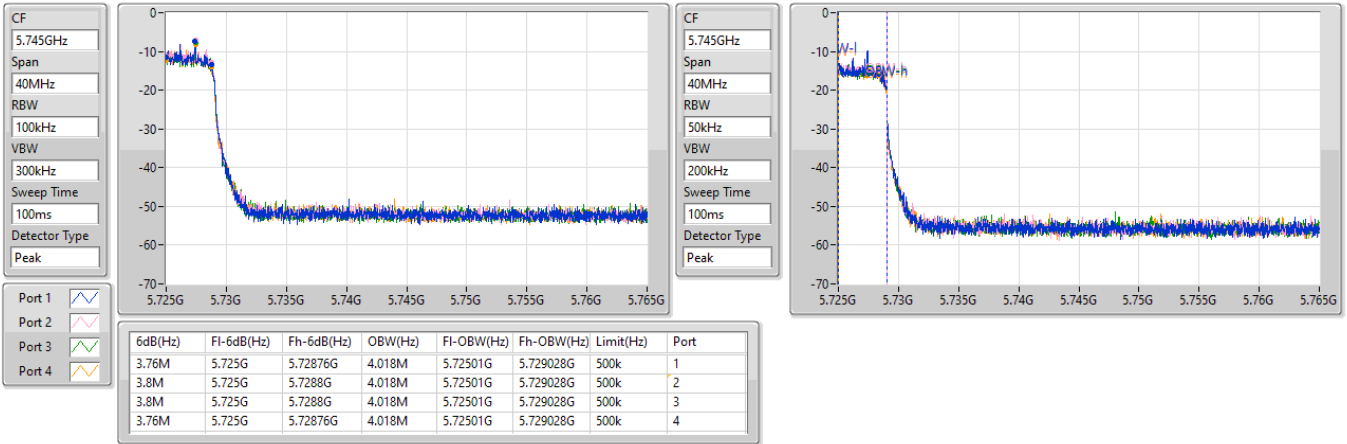 CF
5.745GHz
Span
40MHz
RBW
100kHz
VBW
300kHz
Sweep Time
100ms
Detector Type
Peak
0-
-10-
-20-
-30-
-40-
-50-
-60-
-70-
5.725G 5.73G 5.735G 5.74G 5.745G 5.75G 5.755G 5.76G 5.765G
CF
5.745GHz
Span
40MHz
RBW
50kHz
VBW
200kHz
Sweep Time
100ms
Detector Type
Peak
0-
-10-
-20-
-30-
-40-
-50-
-60-
-70-
W-l
OBW-h
5.725G 5.73G 5.735G 5.74G 5.745G 5.75G 5.755G 5.76G 5.765G
Port 1
Port 2
Port 3
Port 4
6dB(Hz) Fl-6dB(Hz) Fh-6dB(Hz) OBW(Hz) Fl-OBW(Hz) Fh-OBW(Hz) Limit(Hz) Port
3.76M 5.725G 5.72876G 4.018M 5.72501G 5.729028G 500k 1
3.8M 5.725G 5.7288G 4.018M 5.72501G 5.729028G 500k 2
3.8M 5.725G 5.7288G 4.018M 5.72501G 5.729028G 500k 3
3.76M 5.725G 5.72876G 4.018M 5.72501G 5.729028G 500k 4